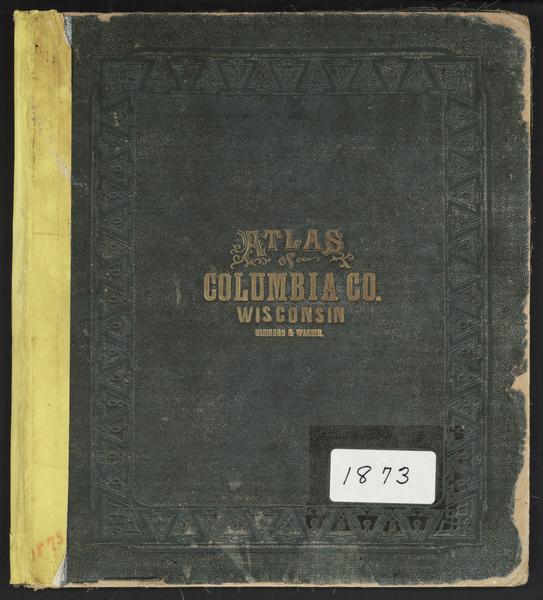 ATLAS
of
COLUMBIA CO.
WISCONSIN
HARRISON & WARNER.
1873
1873